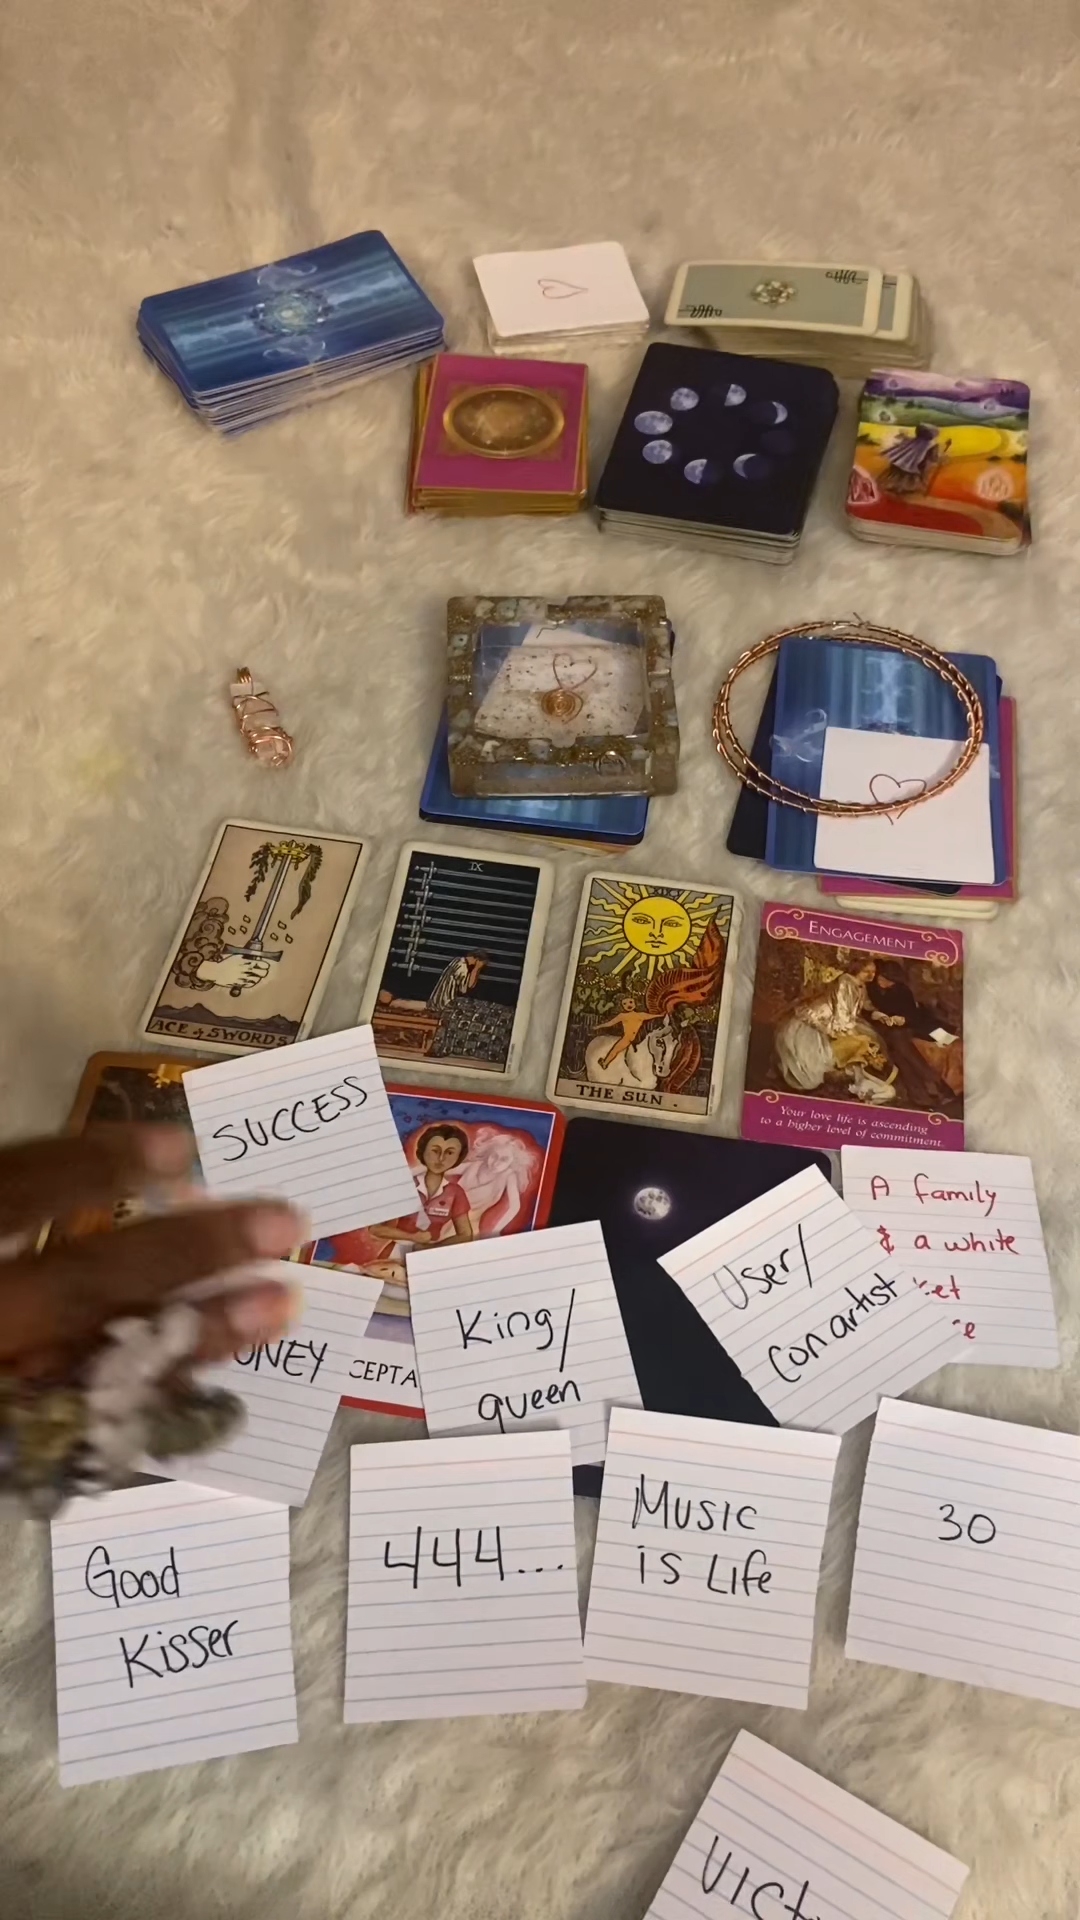 IX
XIX
ACE of SWORDS
THE SUN.
ENGAGEMENT
Your love life is ascending
to a higher level of commitment.
SUCCESS
A family
& a white
User/
Con artist
King/
queen
Good
Kisser
444...
Music
is Life
30